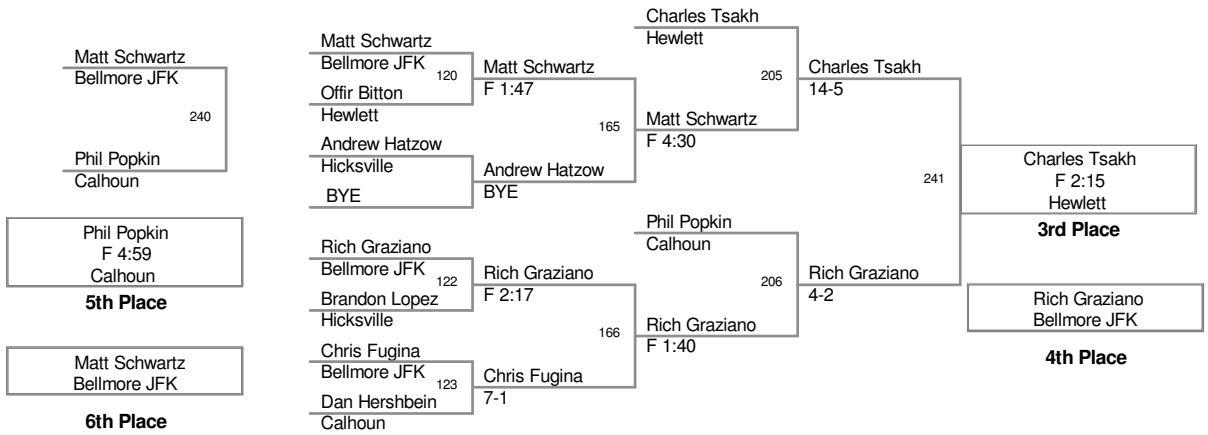 Matt Schwartz
Bellmore JFK
240
Phil Popkin
Calhoun
Phil Popkin
F 4:59
Calhoun
5th Place
Matt Schwartz
Bellmore JFK
6th Place
Matt Schwartz
Bellmore JFK
120
Offir Bitton
Hewlett
Andrew Hatzow
Hicksville
BYE
Rich Graziano
Bellmore JFK
122
Brandon Lopez
Hicksville
Chris Fugina
Bellmore JFK
123
Dan Hershbein
Calhoun
Matt Schwartz
F 1:47
165
Andrew Hatzow
BYE
Rich Graziano
F 2:17
166
Chris Fugina
7-1
Charles Tsakh
Hewlett
205
Matt Schwartz
F 4:30
Phil Popkin
Calhoun
206
Rich Graziano
F 1:40
Charles Tsakh
14-5
241
Rich Graziano
4-2
Charles Tsakh
F 2:15
Hewlett
3rd Place
Rich Graziano
Bellmore JFK
4th Place